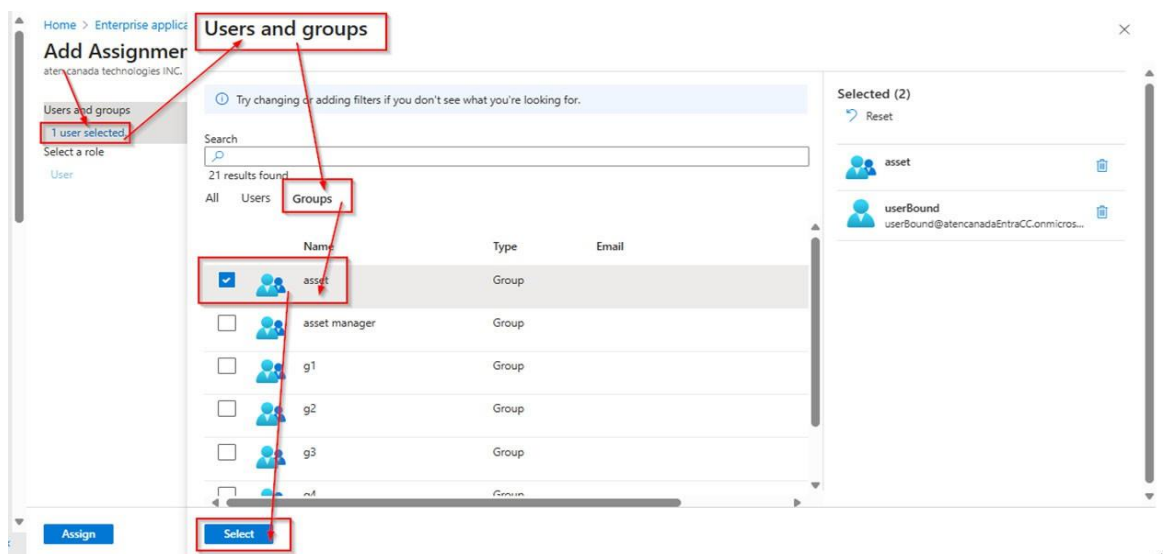 Home > Enterprise applica
Add Assignmen
aten canada technologies INC.
Users and groups
1 user selected.
Select a role
User
Assign
Users and groups
Try changing or adding filters if you don't see what you're looking for.
Search
21 results found
All Users Groups
Name Type Email
asset Group
asset manager Group
g1 Group
g2 Group
g3 Group
g4 Group
Select
Selected (2)
Reset
asset
userBound
userBound@atencanadaEntraCC.onmicros...